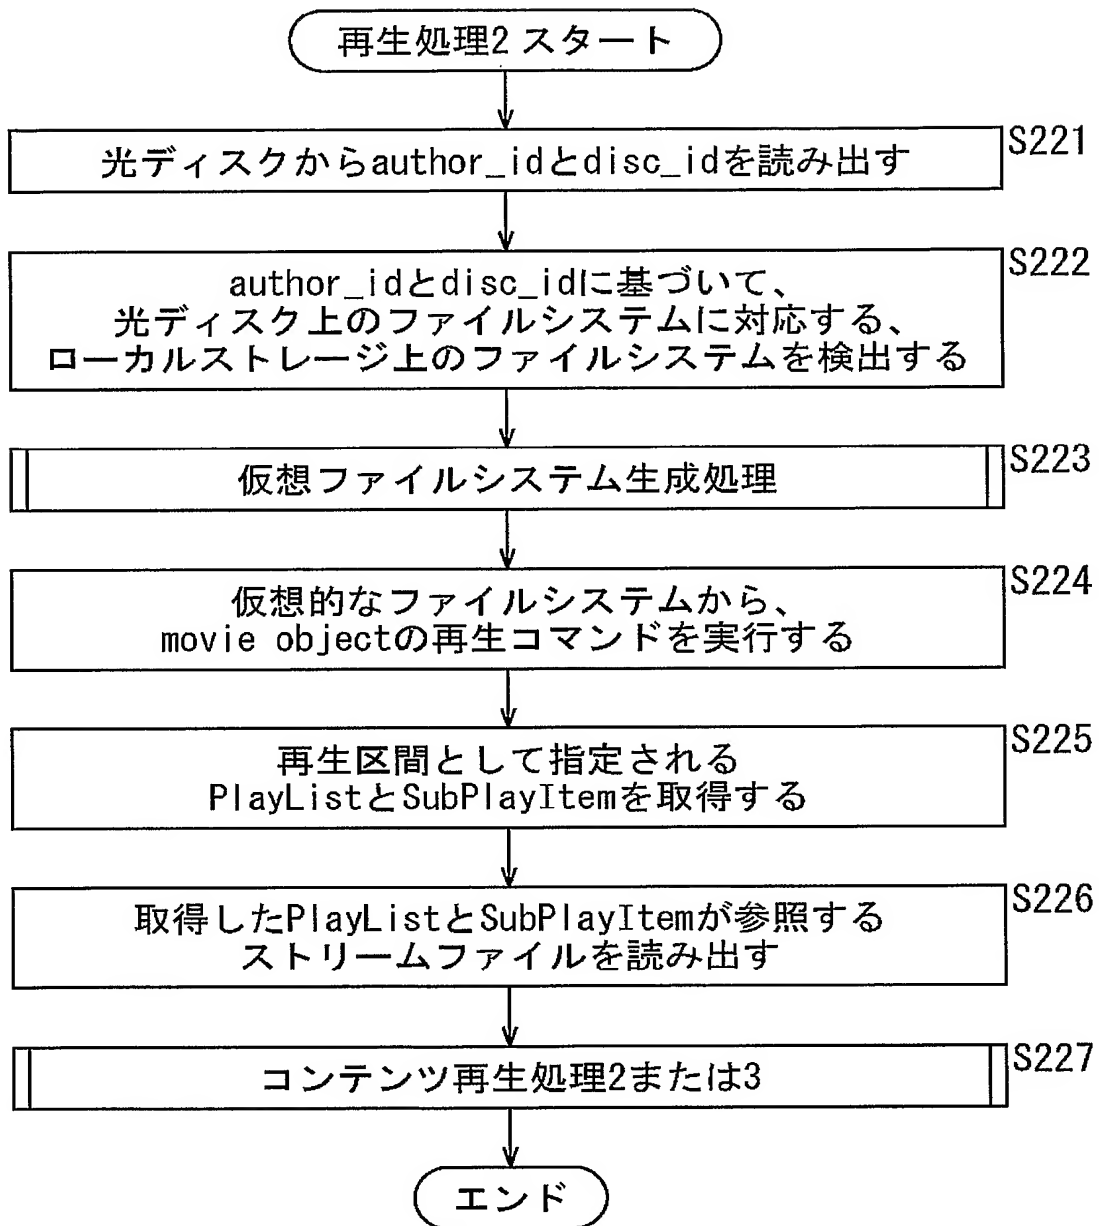 再生処理2 スタート
S221
光ディスクからauthor_idとdisc_idを読み出す
S222
author_idとdisc_idに基づいて、
光ディスク上のファイルシステムに対応する、
ローカルストレージ上のファイルシステムを検出する
S223
仮想ファイルシステム生成処理
S224
仮想的なファイルシステムから、
movie objectの再生コマンドを実行する
S225
再生区間として指定される
PlayListとSubPlayItemを取得する
S226
取得したPlayListとSubPlayItemが参照する
ストリームファイルを読み出す
S227
コンテンツ再生処理2または3
エンド